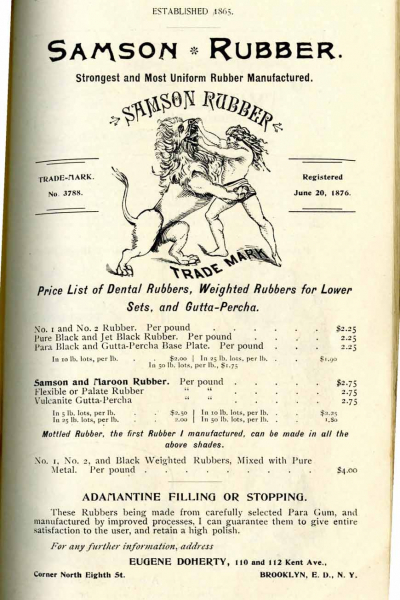 ESTABLISHED 1865.
SAMSON * RUBBER.
Strongest and Most Uniform Rubber Manufactured.
SAMSON RUBBER
TRADE-MARK.
No. 3788.
Registered
June 20, 1876.
TRADE MARK
Price List of Dental Rubbers, Weighted Rubbers for Lower
Sets, and Gutta-Percha.
No. 1 and No. 2 Rubber. Per pound . . . . . . $2.25
Pure Black and Jet Black Rubber. Per pound . . . . . 2.25
Para Black and Gutta-Percha Base Plate. Per pound . . . . 2.25
In 10 lb. lots, per lb. . $2.00 | In 25 lb. lots, per lb. . . $1.90
In 50 lb. lots, per lb., $1.75
Samson and Maroon Rubber. Per pound . . . . . $2.75
Flexible or Palate Rubber " " . . . . . 2.75
Vulcanite Gutta-Percha " " . . . . . 2.75
In 5 lb. lots, per lb. . $2.50 | In 10 lb. lots, per lb. . . $2.25
In 25 lb. lots, per lb. . 2.00 | In 50 lb. lots, per lb. . . 1.80
Mottled Rubber, the first Rubber I manufactured, can be made in all the
above shades.
No. 1, No. 2, and Black Weighted Rubbers, Mixed with Pure
Metal. Per pound . . . . . . . . $4.00
ADAMANTINE FILLING OR STOPPING.
These Rubbers being made from carefully selected Para Gum, and
manufactured by improved processes, I can guarantee them to give entire
satisfaction to the user, and retain a high polish.
For any further information, address
EUGENE DOHERTY, 110 and 112 Kent Ave.,
Corner North Eighth St. BROOKLYN, E. D., N. Y.